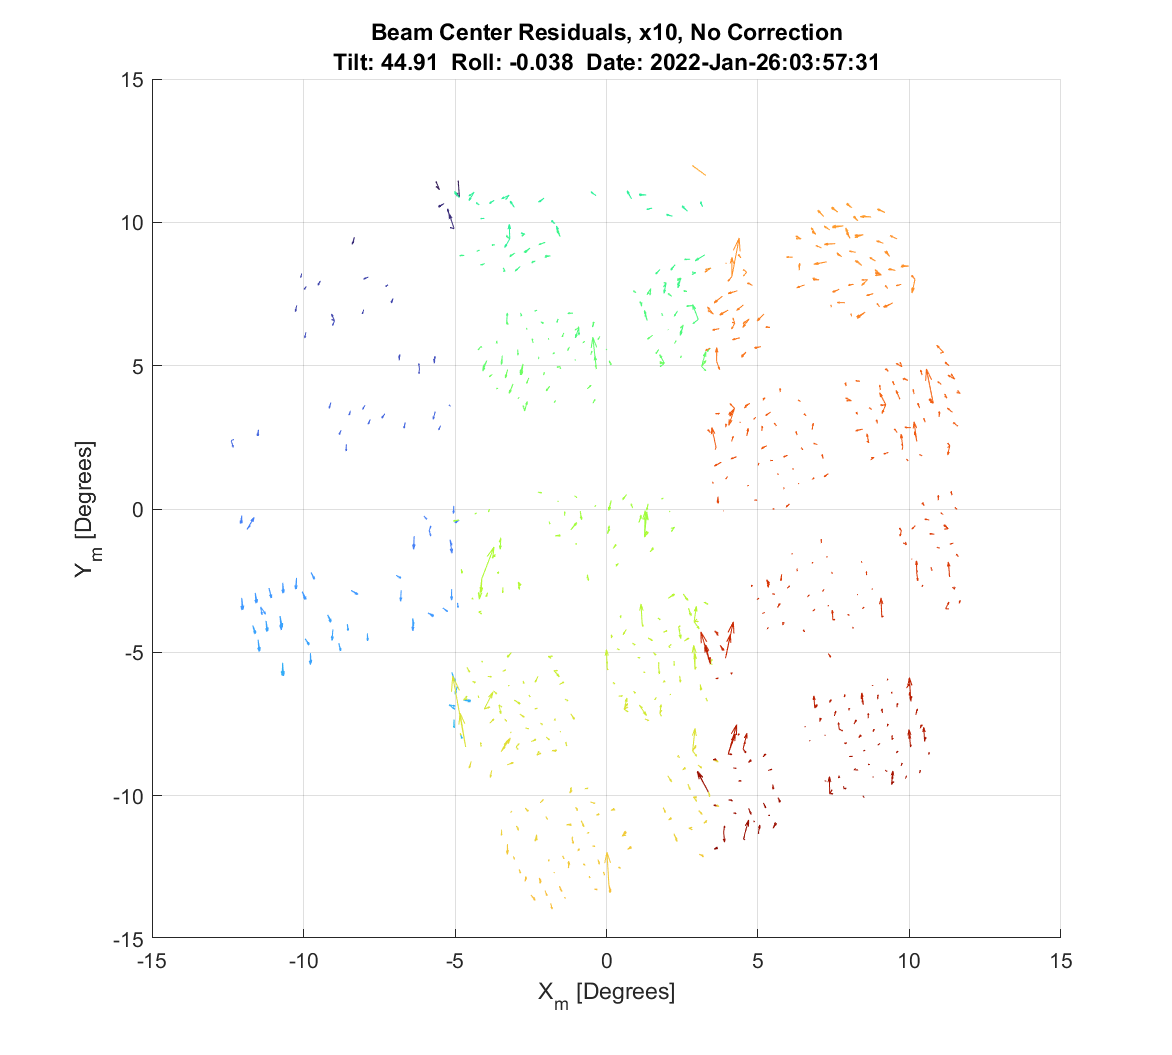 Beam Center Residuals, x10, No Correction
Tilt: 44.91 Roll: -0.038 Date: 2022-Jan-26:03:57:31
15
10
5
0
-5
-10
-15
Y_m [Degrees]
-15 -10 -5 0 5 10 15
X_m [Degrees]